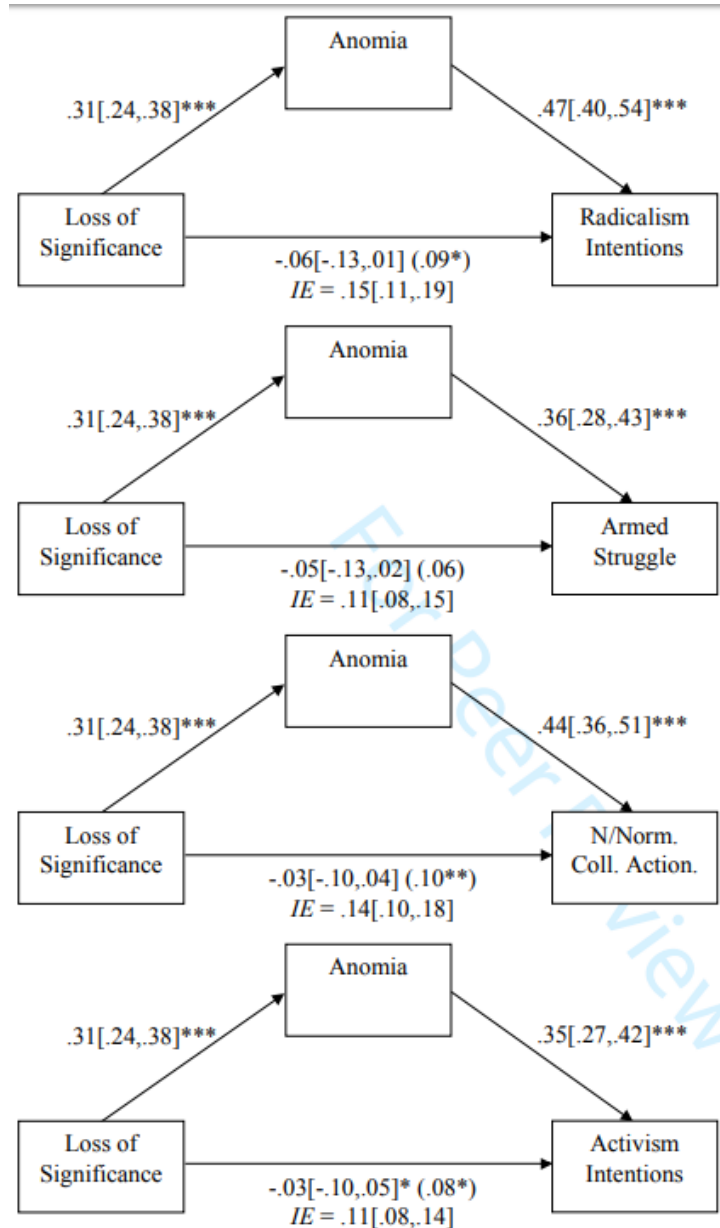 Anomia
.31[.24,.38]***
.47[.40,.54]***
Loss of
Significance
Radicalism
Intentions
-.06[-.13,.01] (.09*)
IE = .15[.11,.19]
Anomia
.31[.24,.38]***
.36[.28,.43]***
Loss of
Significance
Armed
Struggle
-.05[-.13,.02] (.06)
IE = .11[.08,.15]
Anomia
.31[.24,.38]***
.44[.36,.51]***
Loss of
Significance
N/Norm.
Coll. Action.
-.03[-.10,.04] (.10**)
IE = .14[.10,.18]
Anomia
.31[.24,.38]***
.35[.27,.42]***
Loss of
Significance
Activism
Intentions
-.03[-.10,.05]* (.08*)
IE = .11[.08,.14]
For Peer Review